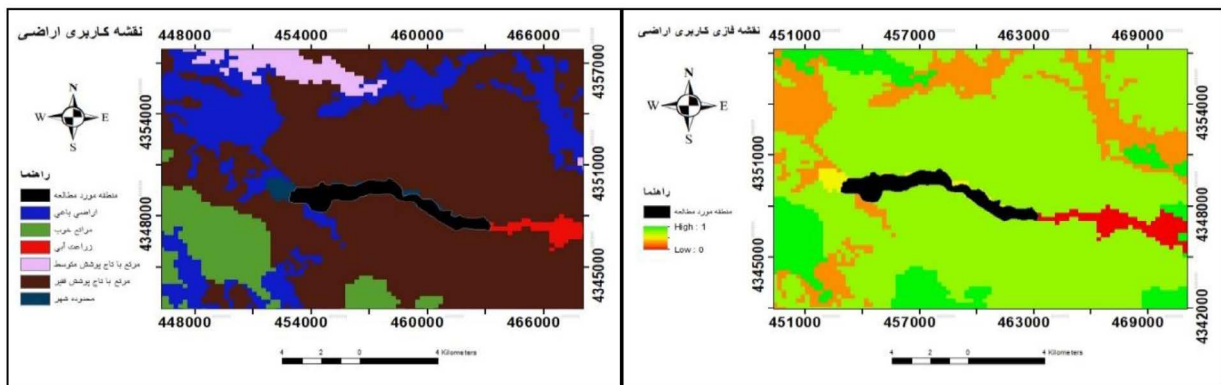 نقشه کاربری اراضی
448000 454000 460000 466000
4357000
4354000
4351000
4348000
4345000
N
W E
S
راهنما
منطقه مورد مطالعه
اراضی باغی
مراتع خوب
زراعت آبی
مرتع با تاج پوشش متوسط
مرتع با تاج پوشش فقیر
محدوده شهر
448000 454000 460000 466000
4 2 0 4 Kilometers
نقشه فازی کاربری اراضی
451000 457000 463000 469000
4354000
4351000
4348000
4345000
4342000
N
W E
S
راهنما
منطقه مورد مطالعه
High : 1
Low : 0
451000 457000 463000 469000
4 2 0 4 Kilometers